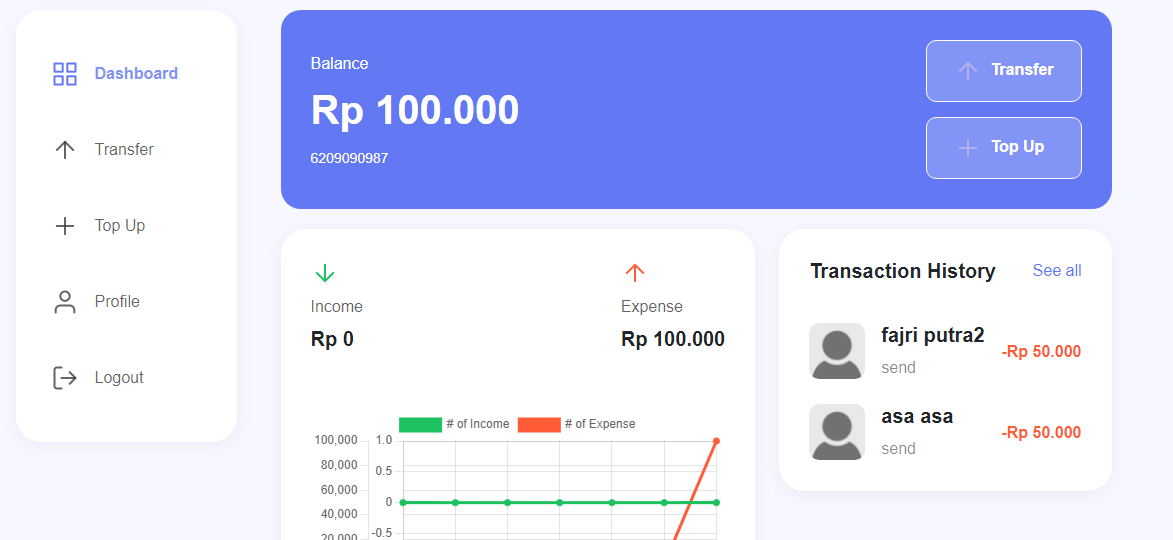 Dashboard
Transfer
Top Up
Profile
Logout
Balance
Rp 100.000
6209090987
Transfer
Top Up
Income
Rp 0
Expense
Rp 100.000
# of Income # of Expense
100,000 1.0
80,000
0.5
60,000
0
40,000
-0.5
20,000
Transaction History See all
fajri putra2
send
-Rp 50.000
asa asa
send
-Rp 50.000